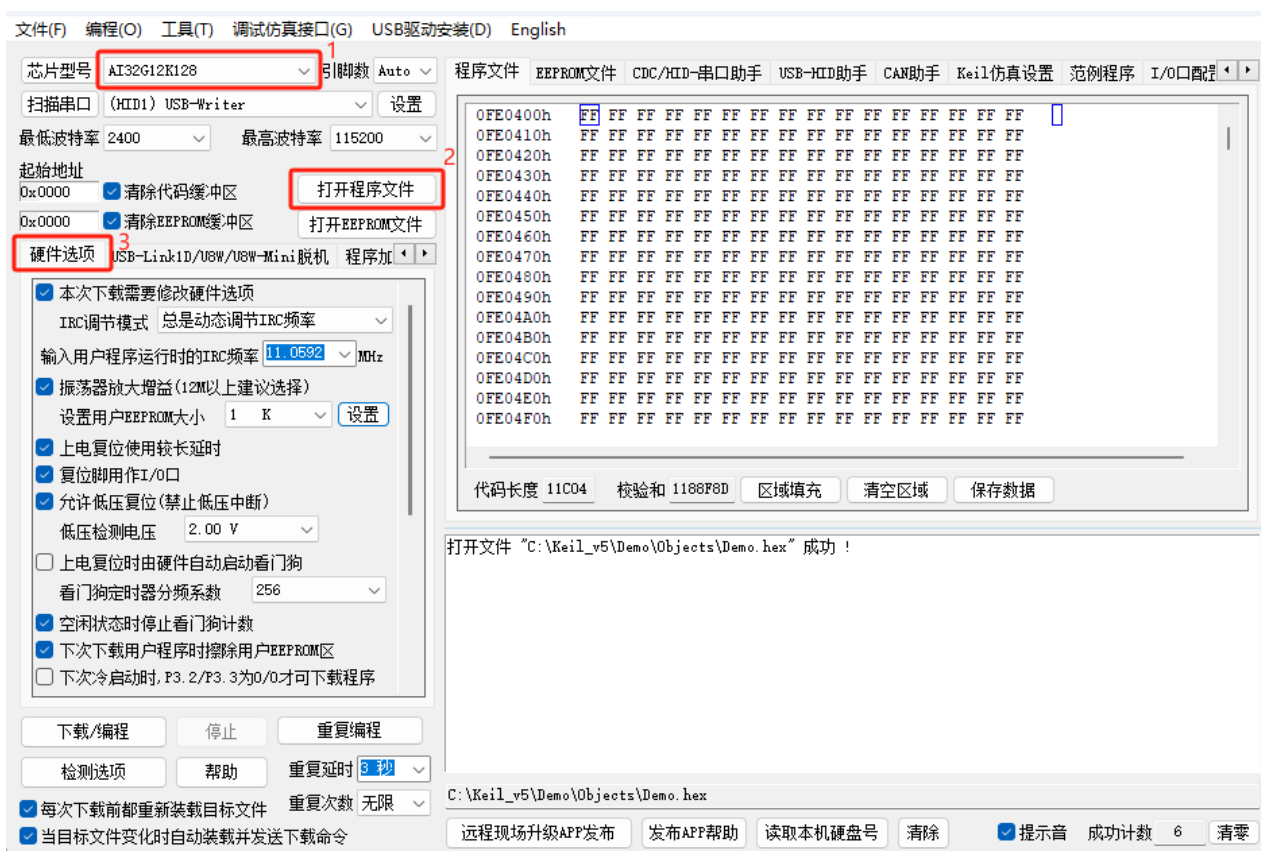 文件(F) 编程(O) 工具(T) 调试仿真接口(G) USB驱动安装(D) English
1
芯片型号 AI32G12K128 引脚数 Auto
扫描串口 (HID1) USB-Writer 设置
最低波特率 2400 最高波特率 115200
起始地址
2
0x0000 清除代码缓冲区 打开程序文件
0x0000 清除EEPROM缓冲区 打开EEPROM文件
3
硬件选项 USB-Link1D/U8W/U8W-Mini脱机 程序加
本次下载需要修改硬件选项
IRC调节模式 总是动态调节IRC频率
输入用户程序运行时的IRC频率 11.0592 MHz
振荡器放大增益(12M以上建议选择)
设置用户EEPROM大小 1 K 设置
上电复位使用较长延时
复位脚用作I/O口
允许低压复位(禁止低压中断)
低压检测电压 2.00 V
上电复位时由硬件自动启动看门狗
看门狗定时器分频系数 256
空闲状态时停止看门狗计数
下次下载用户程序时擦除用户EEPROM区
下次冷启动时,P3.2/P3.3为0/0才可下载程序
下载/编程 停止 重复编程
检测选项 帮助 重复延时 3 秒
每次下载前都重新装载目标文件 重复次数 无限
当目标文件变化时自动装载并发送下载命令
程序文件 EEPROM文件 CDC/HID-串口助手 USB-HID助手 CAN助手 Keil仿真设置 范例程序 I/O口配
0FE0400h FF FF FF FF FF FF FF FF FF FF FF FF FF FF FF FF
0FE0410h FF FF FF FF FF FF FF FF FF FF FF FF FF FF FF FF
0FE0420h FF FF FF FF FF FF FF FF FF FF FF FF FF FF FF FF
0FE0430h FF FF FF FF FF FF FF FF FF FF FF FF FF FF FF FF
0FE0440h FF FF FF FF FF FF FF FF FF FF FF FF FF FF FF FF
0FE0450h FF FF FF FF FF FF FF FF FF FF FF FF FF FF FF FF
0FE0460h FF FF FF FF FF FF FF FF FF FF FF FF FF FF FF FF
0FE0470h FF FF FF FF FF FF FF FF FF FF FF FF FF FF FF FF
0FE0480h FF FF FF FF FF FF FF FF FF FF FF FF FF FF FF FF
0FE0490h FF FF FF FF FF FF FF FF FF FF FF FF FF FF FF FF
0FE04A0h FF FF FF FF FF FF FF FF FF FF FF FF FF FF FF FF
0FE04B0h FF FF FF FF FF FF FF FF FF FF FF FF FF FF FF FF
0FE04C0h FF FF FF FF FF FF FF FF FF FF FF FF FF FF FF FF
0FE04D0h FF FF FF FF FF FF FF FF FF FF FF FF FF FF FF FF
0FE04E0h FF FF FF FF FF FF FF FF FF FF FF FF FF FF FF FF
0FE04F0h FF FF FF FF FF FF FF FF FF FF FF FF FF FF FF FF
代码长度 11C04 校验和 1188F8D 区域填充 清空区域 保存数据
打开文件 "C:\Keil_v5\Demo\Objects\Demo.hex" 成功 !
C:\Keil_v5\Demo\Objects\Demo.hex
远程现场升级APP发布 发布APP帮助 读取本机硬盘号 清除 提示音 成功计数 6 清零